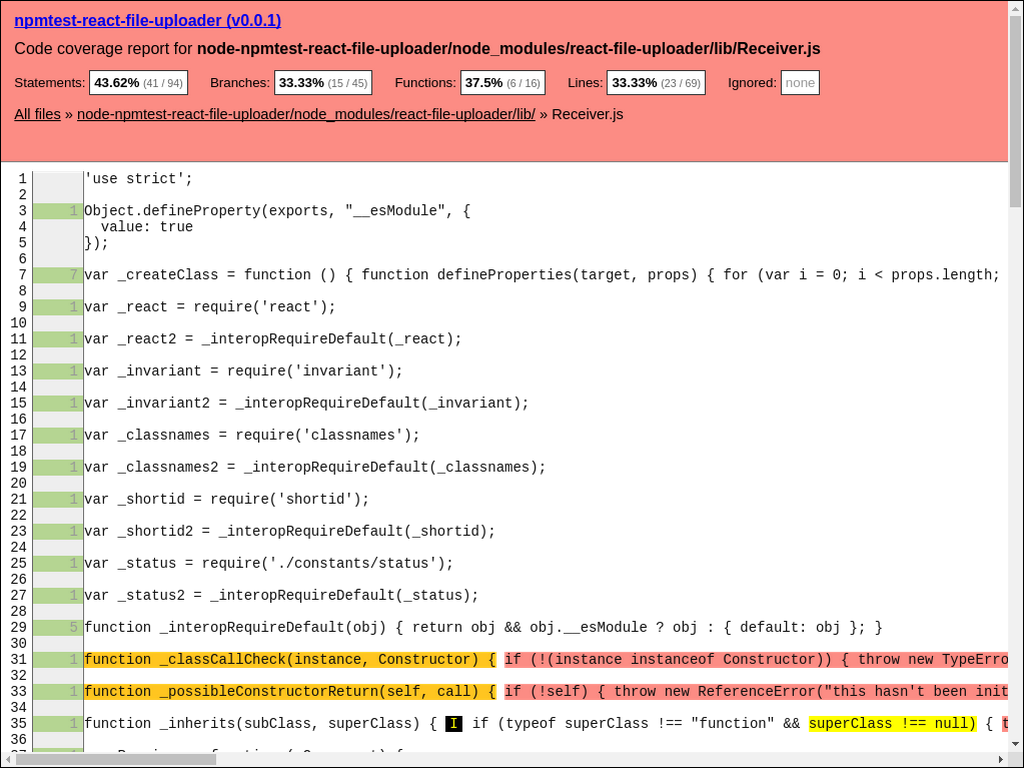 npmtest-react-file-uploader (v0.0.1)
Code coverage report for node-npmtest-react-file-uploader/node_modules/react-file-uploader/lib/Receiver.js
Statements: 43.62% (41 / 94) Branches: 33.33% (15 / 45) Functions: 37.5% (6 / 16) Lines: 33.33% (23 / 69) Ignored: none
All files » node-npmtest-react-file-uploader/node_modules/react-file-uploader/lib/ » Receiver.js
1 'use strict';
2
3 1 Object.defineProperty(exports, "__esModule", {
4 value: true
5 });
6
7 7 var _createClass = function () { function defineProperties(target, props) { for (var i = 0; i < props.length;
8
9 1 var _react = require('react');
10
11 1 var _react2 = _interopRequireDefault(_react);
12
13 1 var _invariant = require('invariant');
14
15 1 var _invariant2 = _interopRequireDefault(_invariant);
16
17 1 var _classnames = require('classnames');
18
19 1 var _classnames2 = _interopRequireDefault(_classnames);
20
21 1 var _shortid = require('shortid');
22
23 1 var _shortid2 = _interopRequireDefault(_shortid);
24
25 1 var _status = require('./constants/status');
26
27 1 var _status2 = _interopRequireDefault(_status);
28
29 5 function _interopRequireDefault(obj) { return obj && obj.__esModule ? obj : { default: obj }; }
30
31 1 function _classCallCheck(instance, Constructor) { if (!(instance instanceof Constructor)) { throw new TypeErro
32
33 1 function _possibleConstructorReturn(self, call) { if (!self) { throw new ReferenceError("this hasn't been init
34
35 1 function _inherits(subClass, superClass) { I if (typeof superClass !== "function" && superClass !== null) { t
36